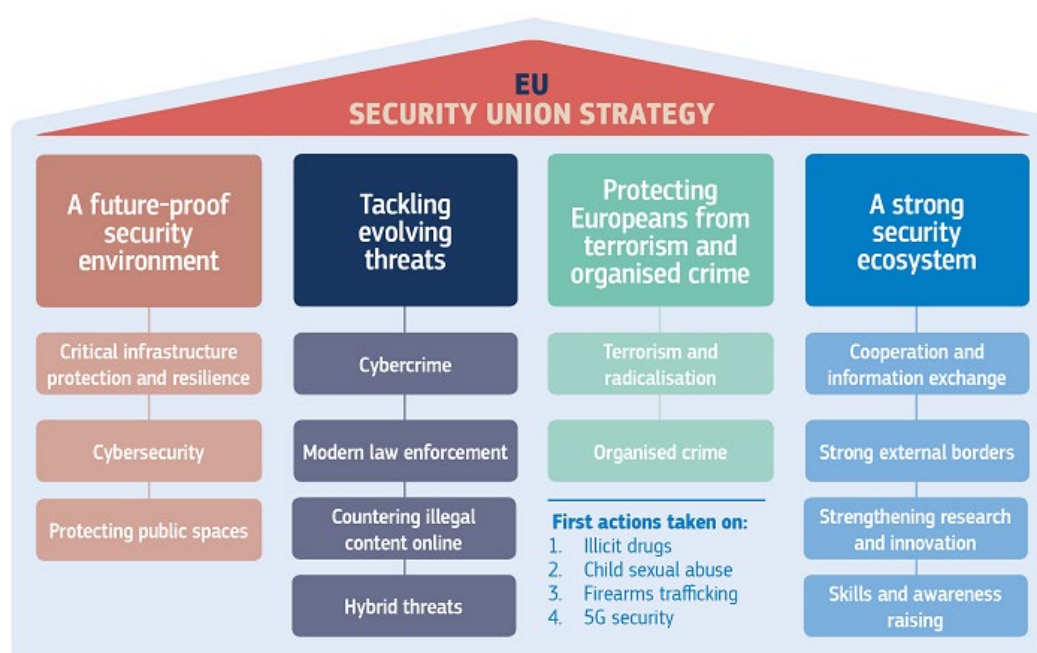 EU
SECURITY UNION STRATEGY
A future-proof
security
environment
Critical infrastructure
protection and resilience
Cybersecurity
Protecting public spaces
Tackling
evolving
threats
Cybercrime
Modern law enforcement
Countering illegal
content online
Hybrid threats
Protecting
Europeans from
terrorism and
organised crime
Terrorism and
radicalisation
Organised crime
First actions taken on:
1. Illicit drugs
2. Child sexual abuse
3. Firearms trafficking
4. 5G security
A strong
security
ecosystem
Cooperation and
information exchange
Strong external borders
Strengthening research
and innovation
Skills and awareness
raising